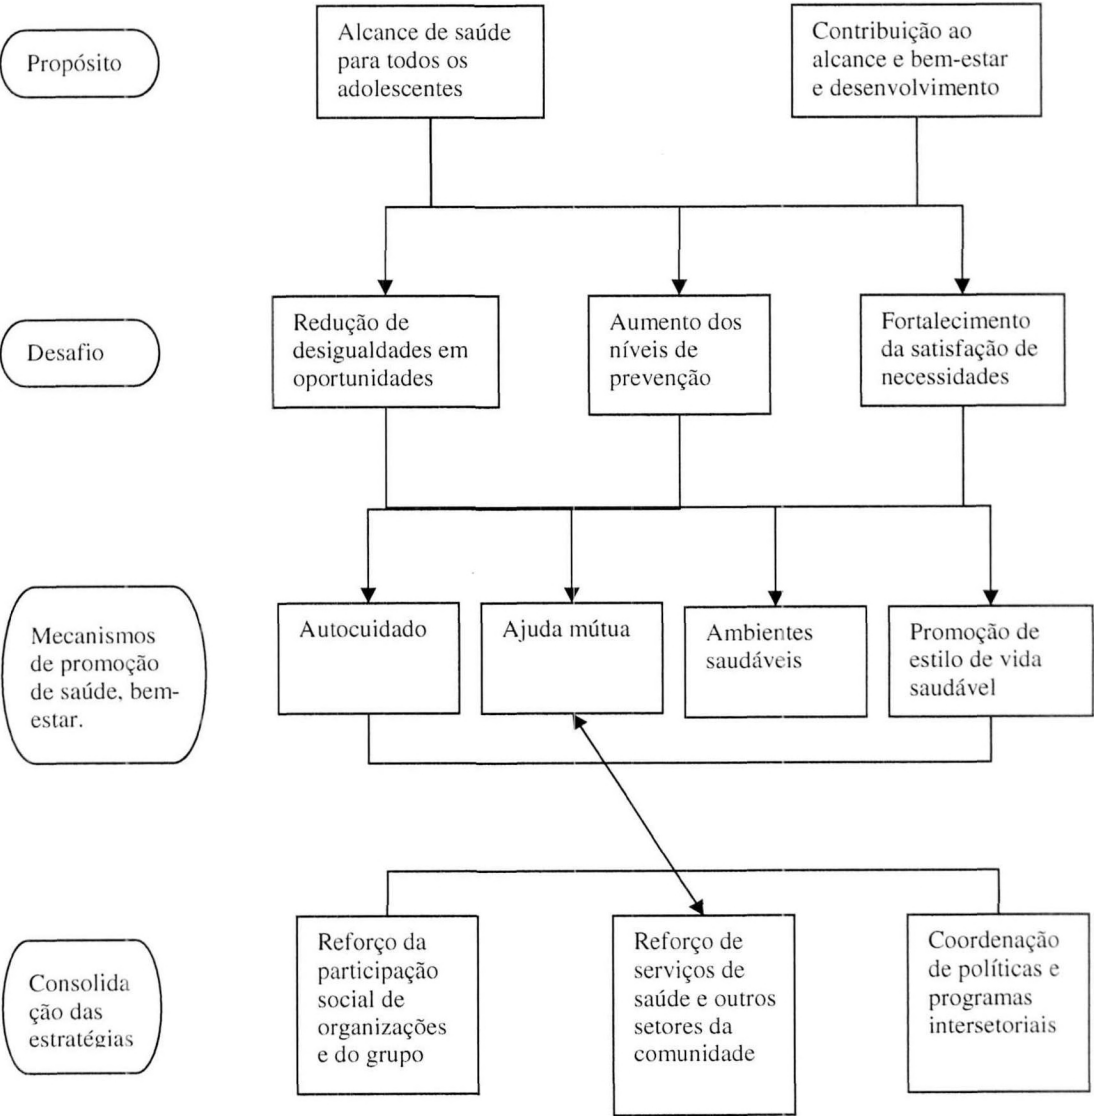 Propósito
Alcance de saúde
para todos os
adolescentes
Contribuição ao
alcance e bem-estar
e desenvolvimento
Desafio
Redução de
desigualdades em
oportunidades
Aumento dos
níveis de
prevenção
Fortalecimento
da satisfação de
necessidades
Mecanismos
de promoção
de saúde, bem-
estar.
Autocuidado
Ajuda mútua
Ambientes
saudáveis
Promoção de
estilo de vida
saudável
Consolida
ção das
estratégias
Reforço da
participação
social de
organizações
e do grupo
Reforço de
serviços de
saúde e outros
setores da
comunidade
Coordenação
de políticas e
programas
intersetoriais